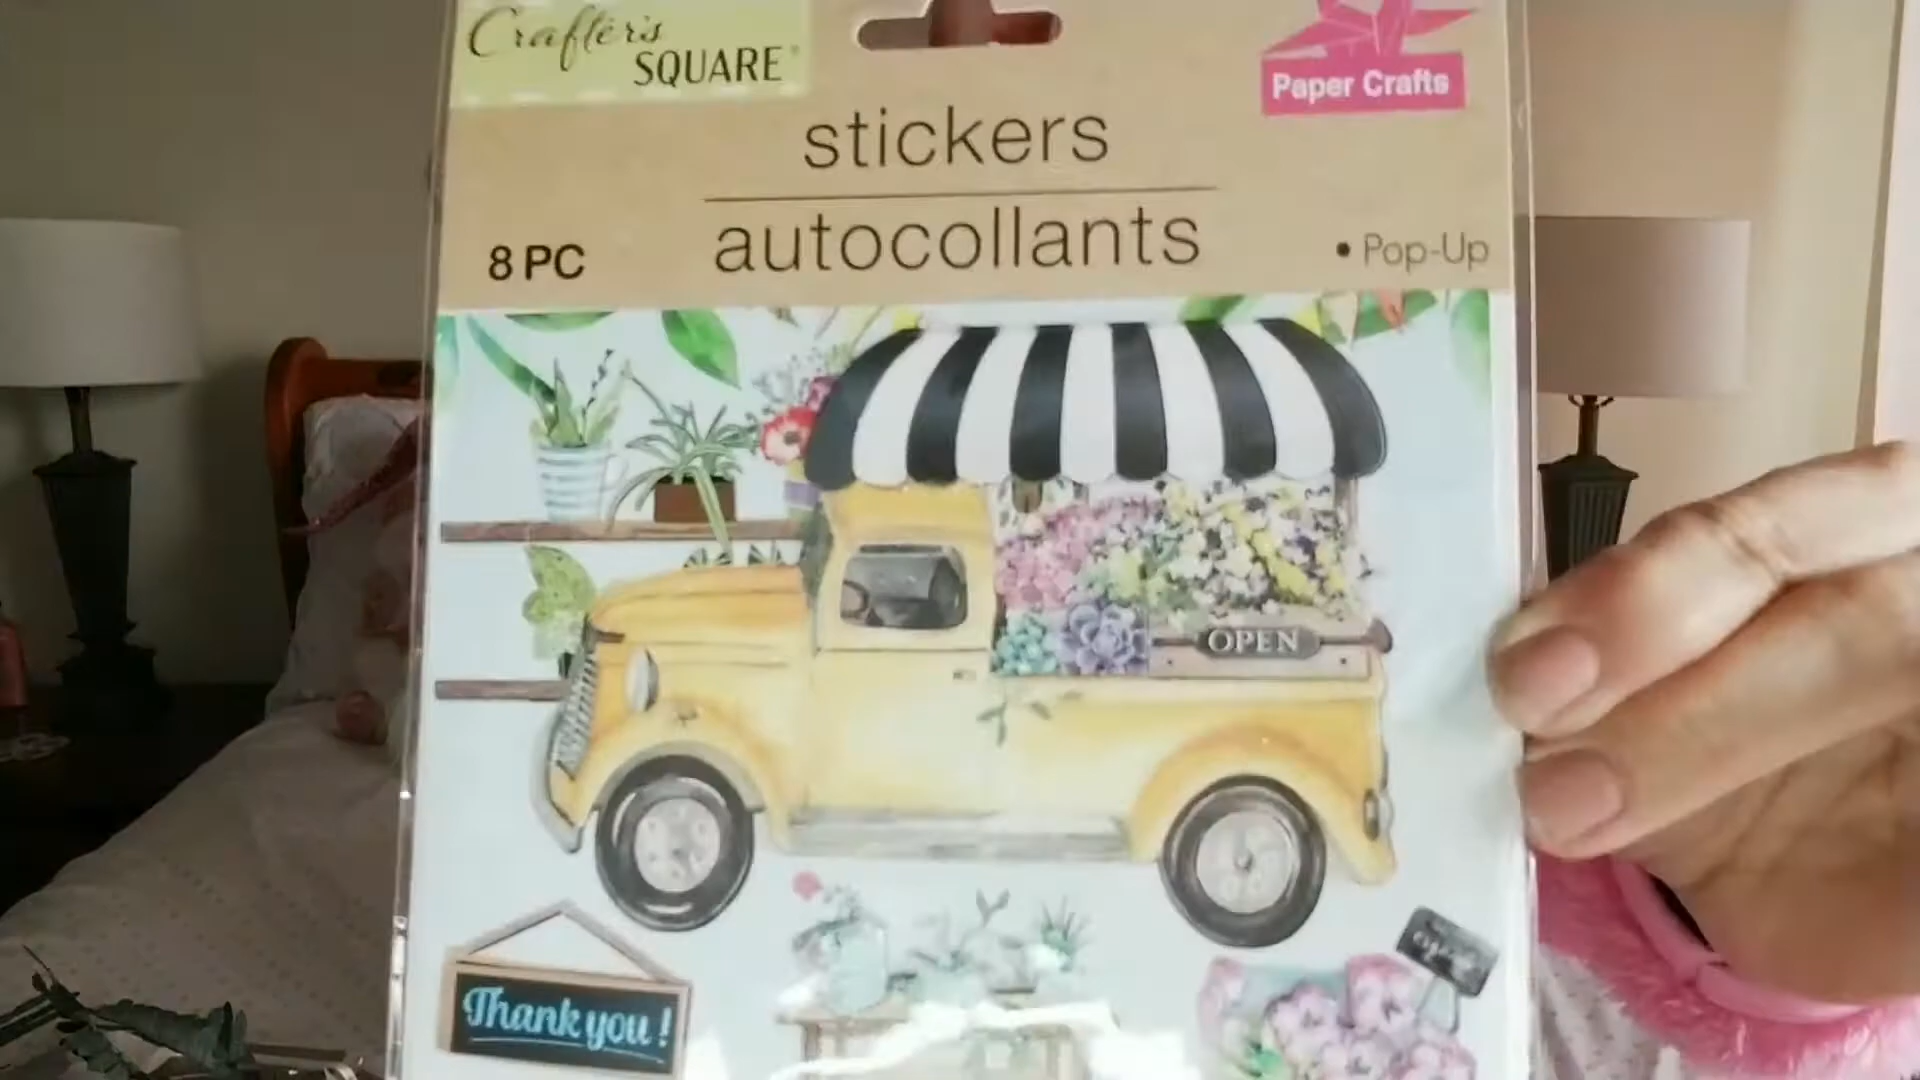 Crafter's
SQUARE
Paper Crafts
stickers
autocollants
8 PC
• Pop-Up
OPEN
Thank you!